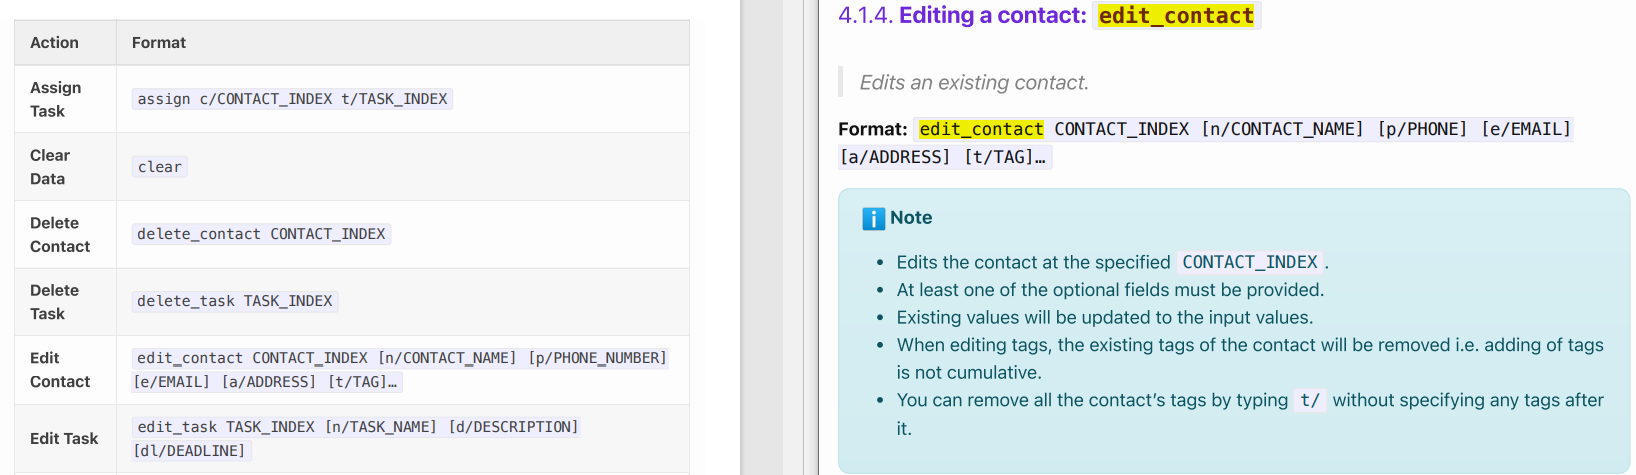 Action Format
Assign
Task
assign c/CONTACT_INDEX t/TASK_INDEX
Clear
Data
clear
Delete
Contact
delete_contact CONTACT_INDEX
Delete
Task
delete_task TASK_INDEX
Edit
Contact
edit_contact CONTACT_INDEX [n/CONTACT_NAME] [p/PHONE_NUMBER]
[e/EMAIL] [a/ADDRESS] [t/TAG]…
Edit Task
edit_task TASK_INDEX [n/TASK_NAME] [d/DESCRIPTION]
[dl/DEADLINE]
4.1.4. Editing a contact: edit_contact
Edits an existing contact.
Format: edit_contact CONTACT_INDEX [n/CONTACT_NAME] [p/PHONE] [e/EMAIL]
[a/ADDRESS] [t/TAG]…
ℹ️ Note
• Edits the contact at the specified CONTACT_INDEX .
• At least one of the optional fields must be provided.
• Existing values will be updated to the input values.
• When editing tags, the existing tags of the contact will be removed i.e. adding of tags
is not cumulative.
• You can remove all the contact’s tags by typing t/ without specifying any tags after
it.